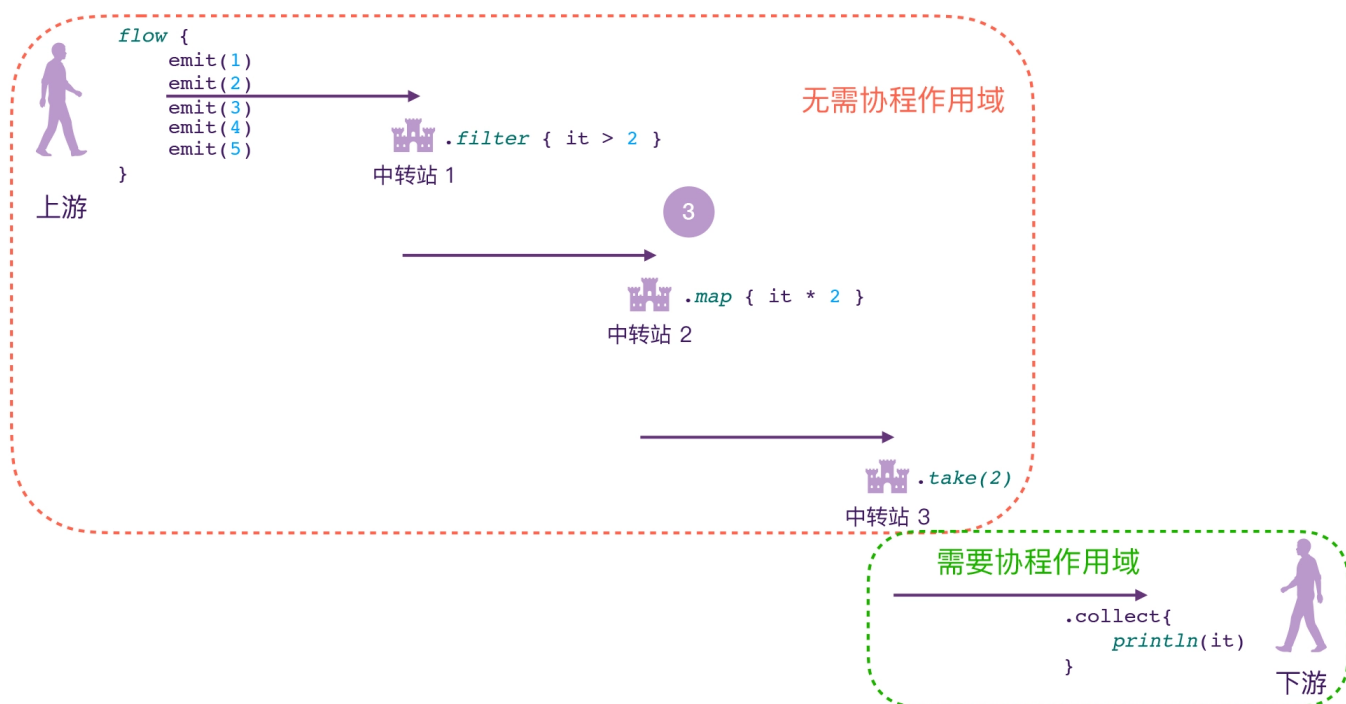 flow {
emit(1)
emit(2)
emit(3)
emit(4)
emit(5)
}
上游
无需协程作用域
.filter { it > 2 }
中转站 1
3
.map { it * 2 }
中转站 2
.take(2)
中转站 3
需要协程作用域
.collect{
println(it)
}
下游